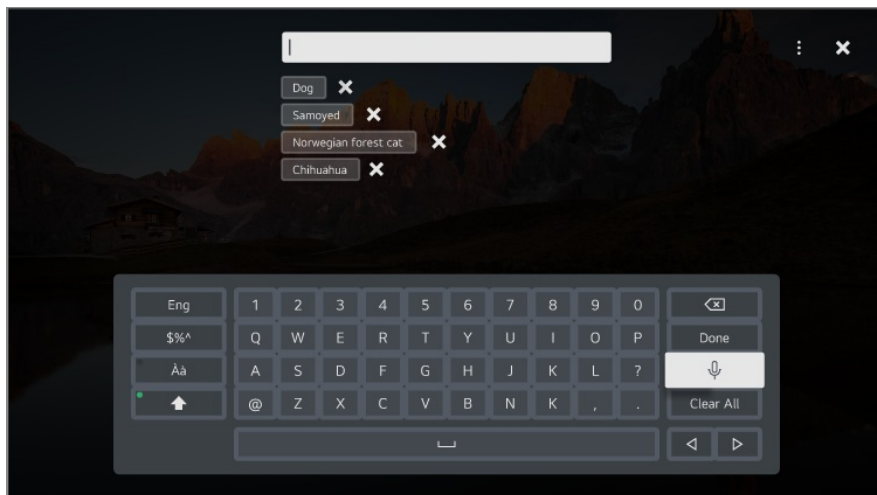 Dog
Samoyed
Norwegian forest cat
Chihuahua
Eng 1 2 3 4 5 6 7 8 9 0
$%^ Q W E R T Y U I O P Done
Àà A S D F G H J K L ?
@ Z X C V B N K , . Clear All